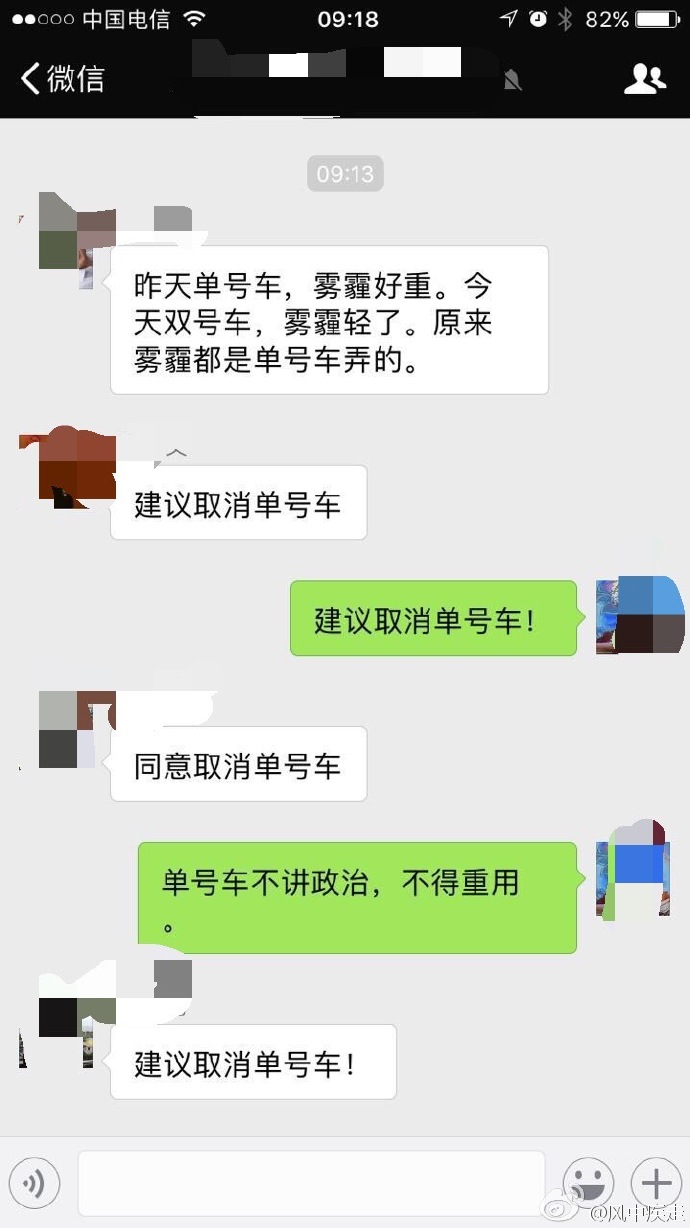 中国电信
09:18
82%
微信
09:13
昨天单号车，雾霾好重。今
天双号车，雾霾轻了。原来
雾霾都是单号车弄的。
建议取消单号车
建议取消单号车！
同意取消单号车
单号车不讲政治，不得重用
。
建议取消单号车！
@风中疾走